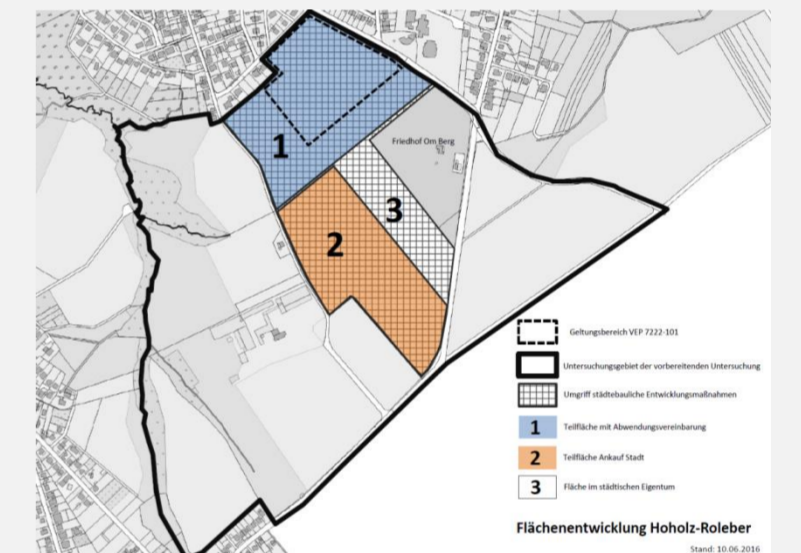 Friedhof Om Berg
1
3
2
Geltungsbereich VEP 7222-101
Untersuchungsgebiet der vorbereitenden Untersuchung
Umgriff städtebauliche Entwicklungsmaßnahmen
1 Teilfläche mit Abwendungsvereinbarung
2 Teilfläche Ankauf Stadt
3 Fläche im städtischen Eigentum
Flächenentwicklung Hoholz-Roleber
Stand: 10.06.2016